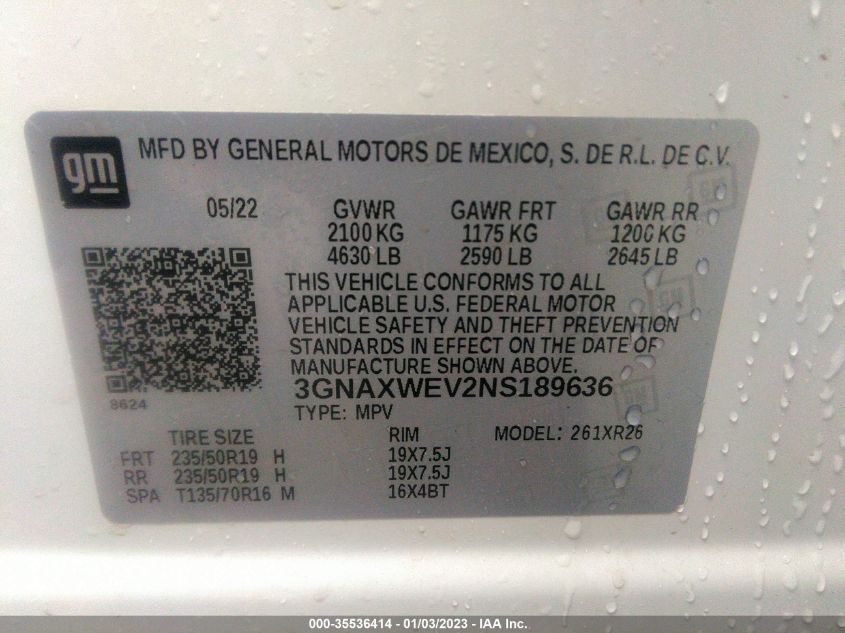 gm
MFD BY GENERAL MOTORS DE MEXICO, S. DE R.L. DE C.V.
05/22 GVWR GAWR FRT GAWR RR
2100 KG 1175 KG 1200 KG
4630 LB 2590 LB 2645 LB
THIS VEHICLE CONFORMS TO ALL
APPLICABLE U.S. FEDERAL MOTOR
VEHICLE SAFETY AND THEFT PREVENTION
STANDARDS IN EFFECT ON THE DATE OF
MANUFACTURE SHOWN ABOVE.
8624
3GNAXWEV2NS189636
TYPE: MPV
TIRE SIZE RIM MODEL: 261XR26
FRT 235/50R19 H 19X7.5J
RR 235/50R19 H 19X7.5J
SPA T135/70R16 M 16X4BT
000-35536414 - 01/03/2023 - IAA Inc.